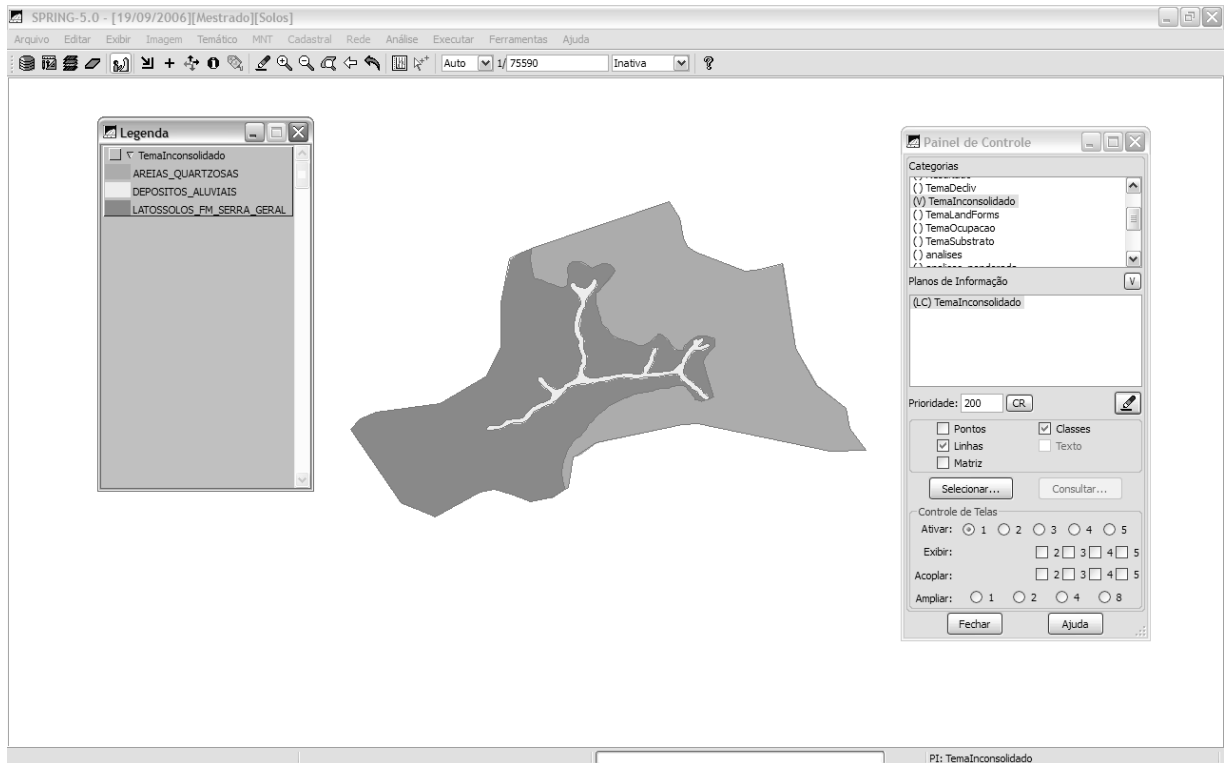 SPRING-5.0 - [19/09/2006][Mestrado][Solos]
Arquivo Editar Exibir Imagem Temático MNT Cadastral Rede Análise Executar Ferramentas Ajuda
Auto 1/ 75590 Inativa
Legenda
TemaInconsolidado
AREIAS_QUARTZOSAS
DEPOSITOS_ALUVIAIS
LATOSSOLOS_FM_SERRA_GERAL
Painel de Controle
Categorias
() TemaDecliv
(V) TemaInconsolidado
() TemaLandForms
() TemaOcupacao
() TemaSubstrato
() analises
Planos de Informação V
(LC) TemaInconsolidado
Prioridade: 200 CR
Pontos Classes
Linhas Texto
Matriz
Selecionar... Consultar...
Controle de Telas
Ativar: 1 2 3 4 5
Exibir: 2 3 4 5
Acoplar: 2 3 4 5
Ampliar: 1 2 4 8
Fechar Ajuda
PI: TemaInconsolidado